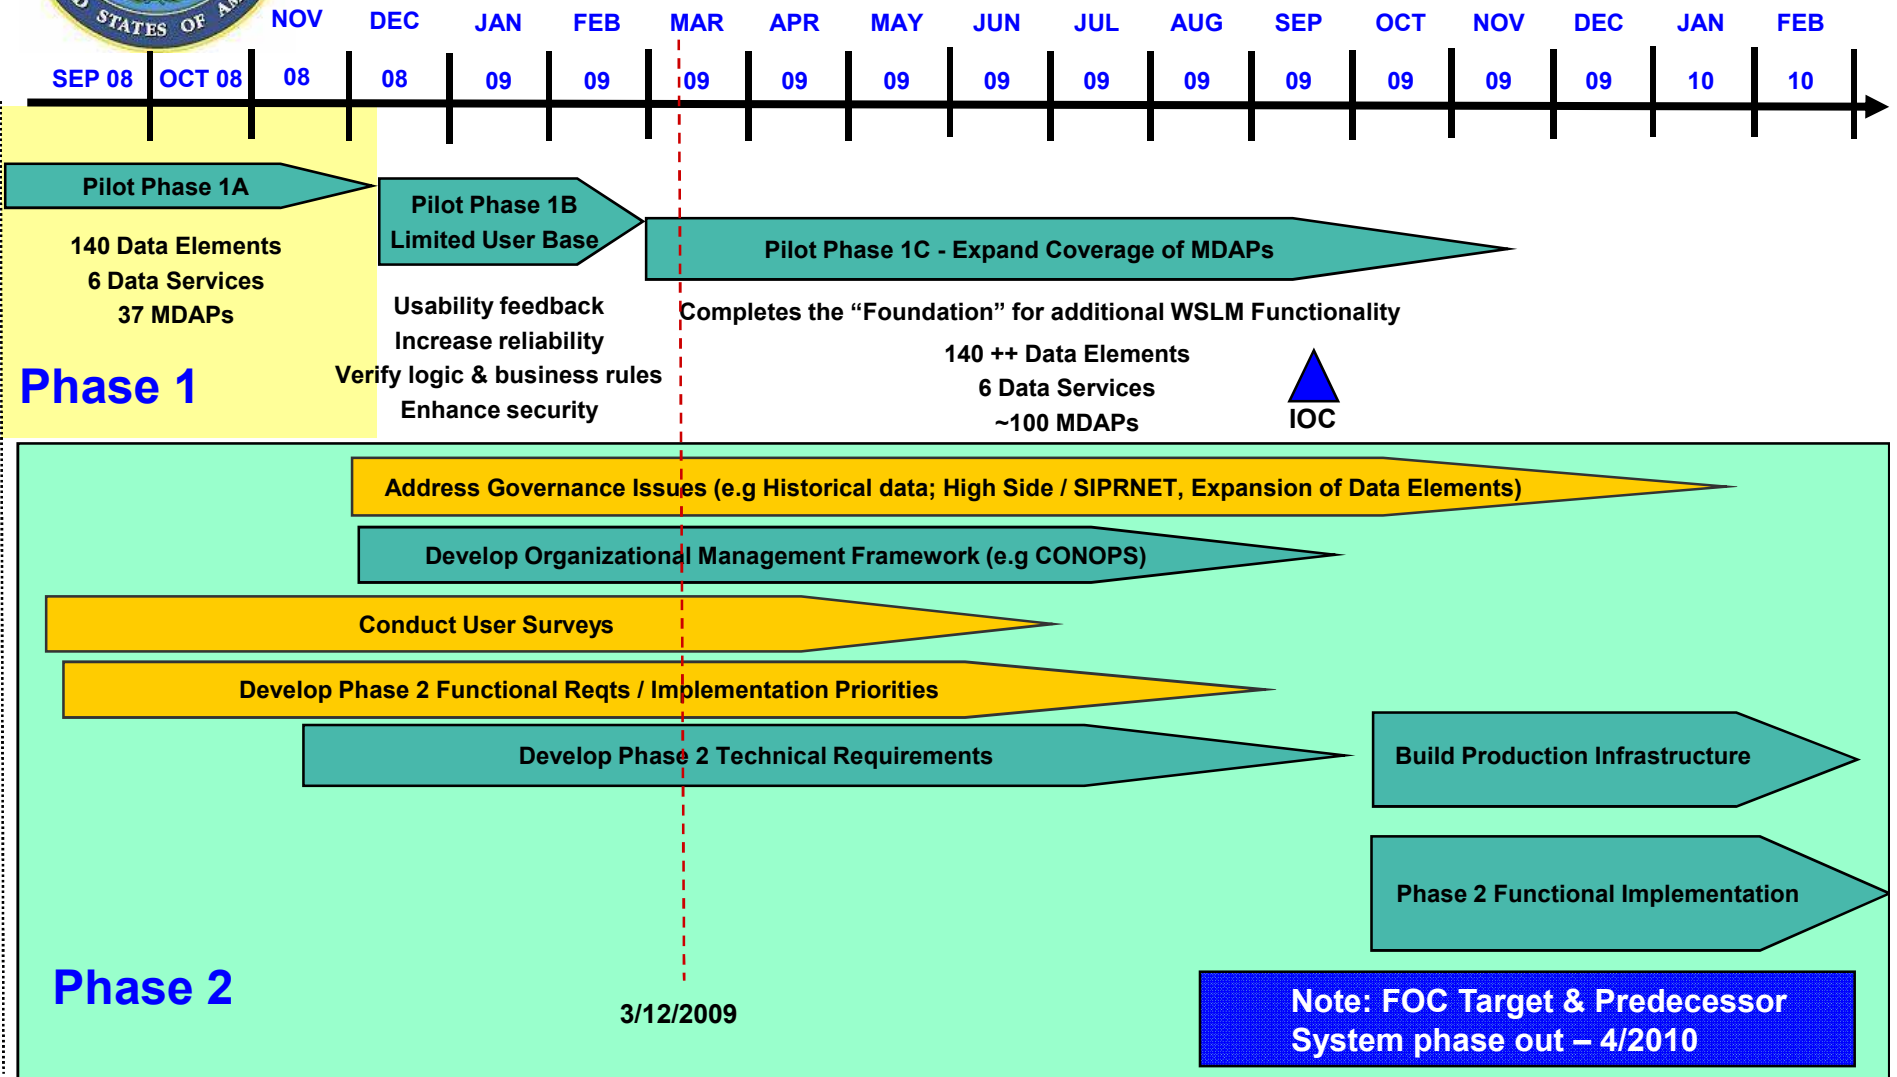 D STATES OF AM
NOV DEC JAN FEB MAR APR MAY JUN JUL AUG SEP OCT NOV DEC JAN FEB
SEP 08 OCT 08 08 08 09 09 09 09 09 09 09 09 09 09 09 09 10 10
Pilot Phase 1A
140 Data Elements
6 Data Services
37 MDAPs
Phase 1
Pilot Phase 1B
Limited User Base
Usability feedback
Increase reliability
Verify logic & business rules
Enhance security
Pilot Phase 1C - Expand Coverage of MDAPs
Completes the “Foundation” for additional WSLM Functionality
140 ++ Data Elements
6 Data Services
~100 MDAPs
IOC
Address Governance Issues (e.g Historical data; High Side / SIPRNET, Expansion of Data Elements)
Develop Organizational Management Framework (e.g CONOPS)
Conduct User Surveys
Develop Phase 2 Functional Reqts / Implementation Priorities
Develop Phase 2 Technical Requirements
Build Production Infrastructure
Phase 2 Functional Implementation
Phase 2
3/12/2009
Note: FOC Target & Predecessor
System phase out – 4/2010